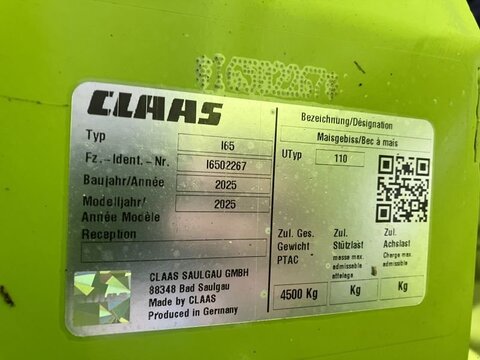 CLAAS
Typ I65
Fz.-Ident.-Nr. I6502267
Baujahr/Année 2025
Modelljahr/
Année Modèle 2025
Reception
CLAAS SAULGAU GMBH
88348 Bad Saulgau
Made by CLAAS
Produced in Germany
Bezeichnung/Désignation
Maisgebiss/Bec à mais
UTyp 110
Zul. Ges.
Gewicht
PTAC
4500 Kg
Zul.
Stützlast
masse max
admissible
attelage
Kg
Zul.
Achslast
Charge max
admissible
Kg